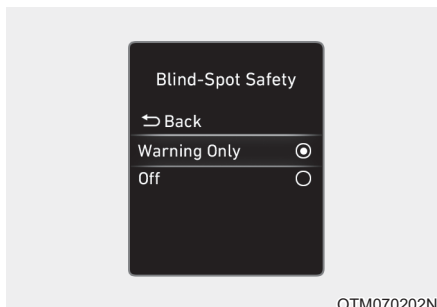 Blind-Spot Safety
Back
Warning Only
Off
OTM070202N